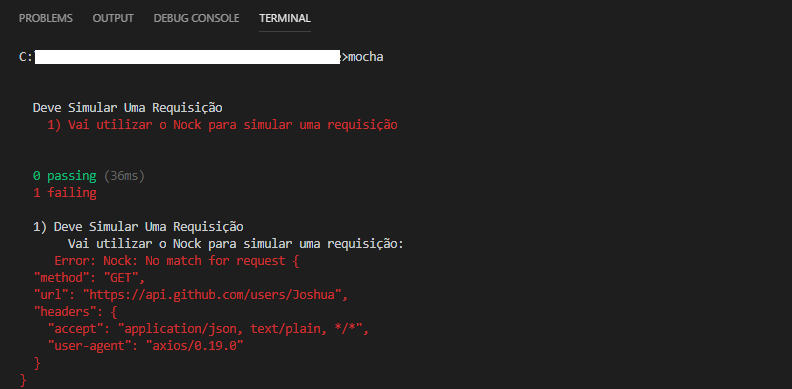 PROBLEMS OUTPUT DEBUG CONSOLE TERMINAL
C: >mocha
Deve Simular Uma Requisição
1) Vai utilizar o Nock para simular uma requisição
0 passing (36ms)
1 failing
1) Deve Simular Uma Requisição
Vai utilizar o Nock para simular uma requisição:
Error: Nock: No match for request {
"method": "GET",
"url": "https://api.github.com/users/Joshua",
"headers": {
"accept": "application/json, text/plain, */*",
"user-agent": "axios/0.19.0"
}
}